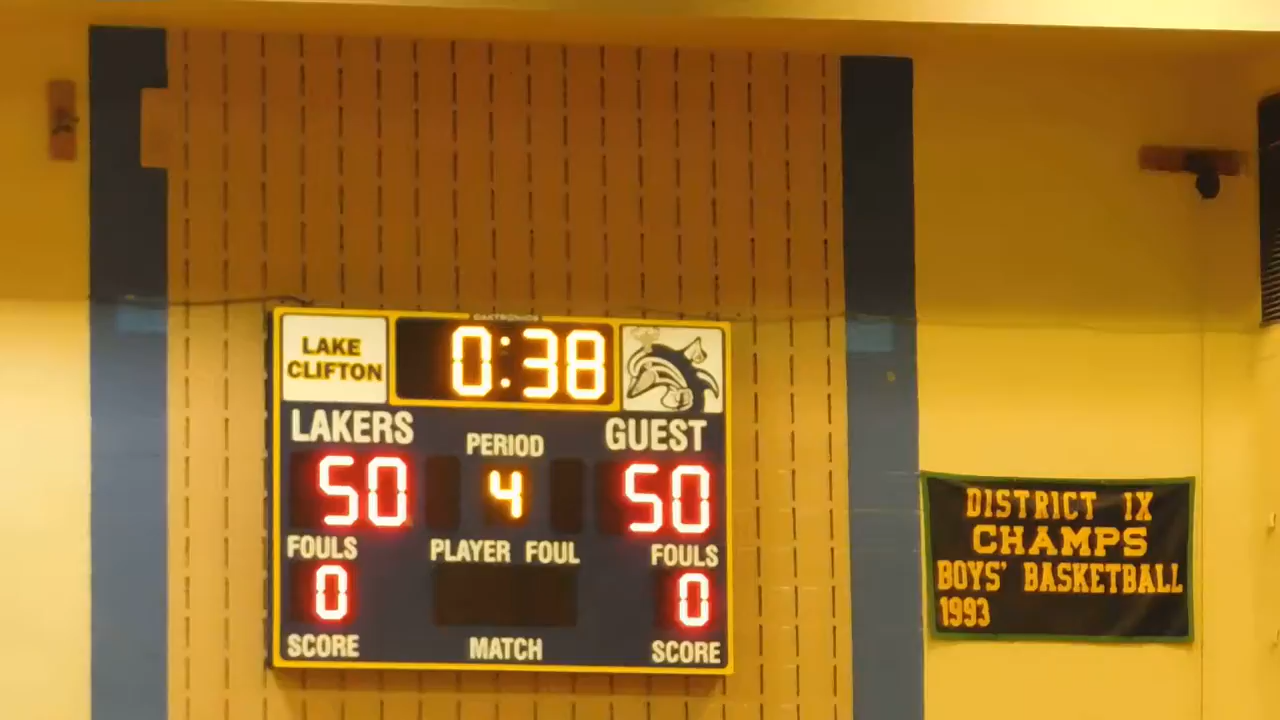 DAKTRONICS
LAKE
CLIFTON
0:38
LAKERS
PERIOD
GUEST
50
4
50
FOULS
PLAYER FOUL
FOULS
0
0
SCORE
MATCH
SCORE
DISTRICT IX
CHAMPS
BOYS' BASKETBALL
1993